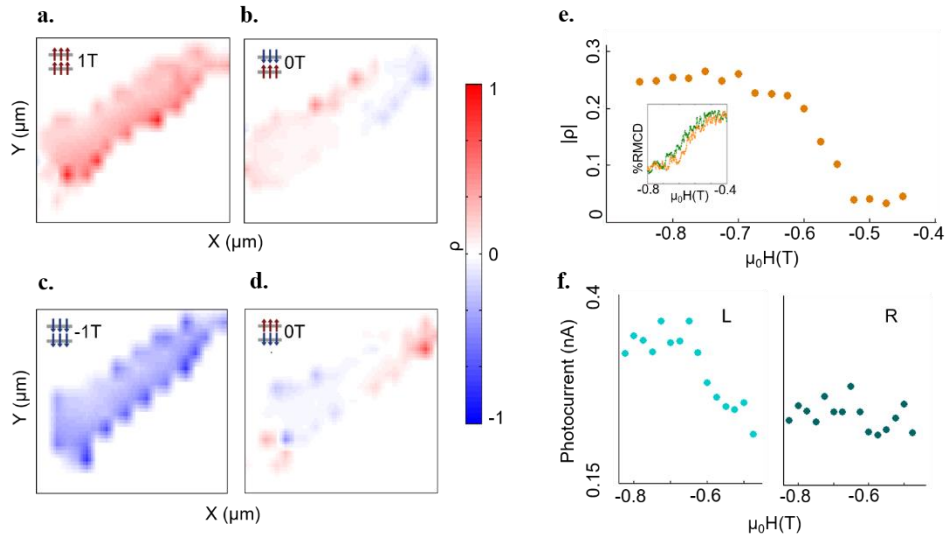 a.
1T
Y (µm)
X (µm)
b.
0T
1
0
-1
ρ
c.
-1T
Y (µm)
X (µm)
d.
0T
e.
0.3
0.2
0.1
0
|ρ|
-0.8 -0.7 -0.6 -0.5 -0.4
µ₀H(T)
%RMCD
-0.8 -0.4
µ₀H(T)
f.
0.4
0.15
Photocurrent (nA)
L
R
-0.8 -0.6 -0.8 -0.6
µ₀H(T)